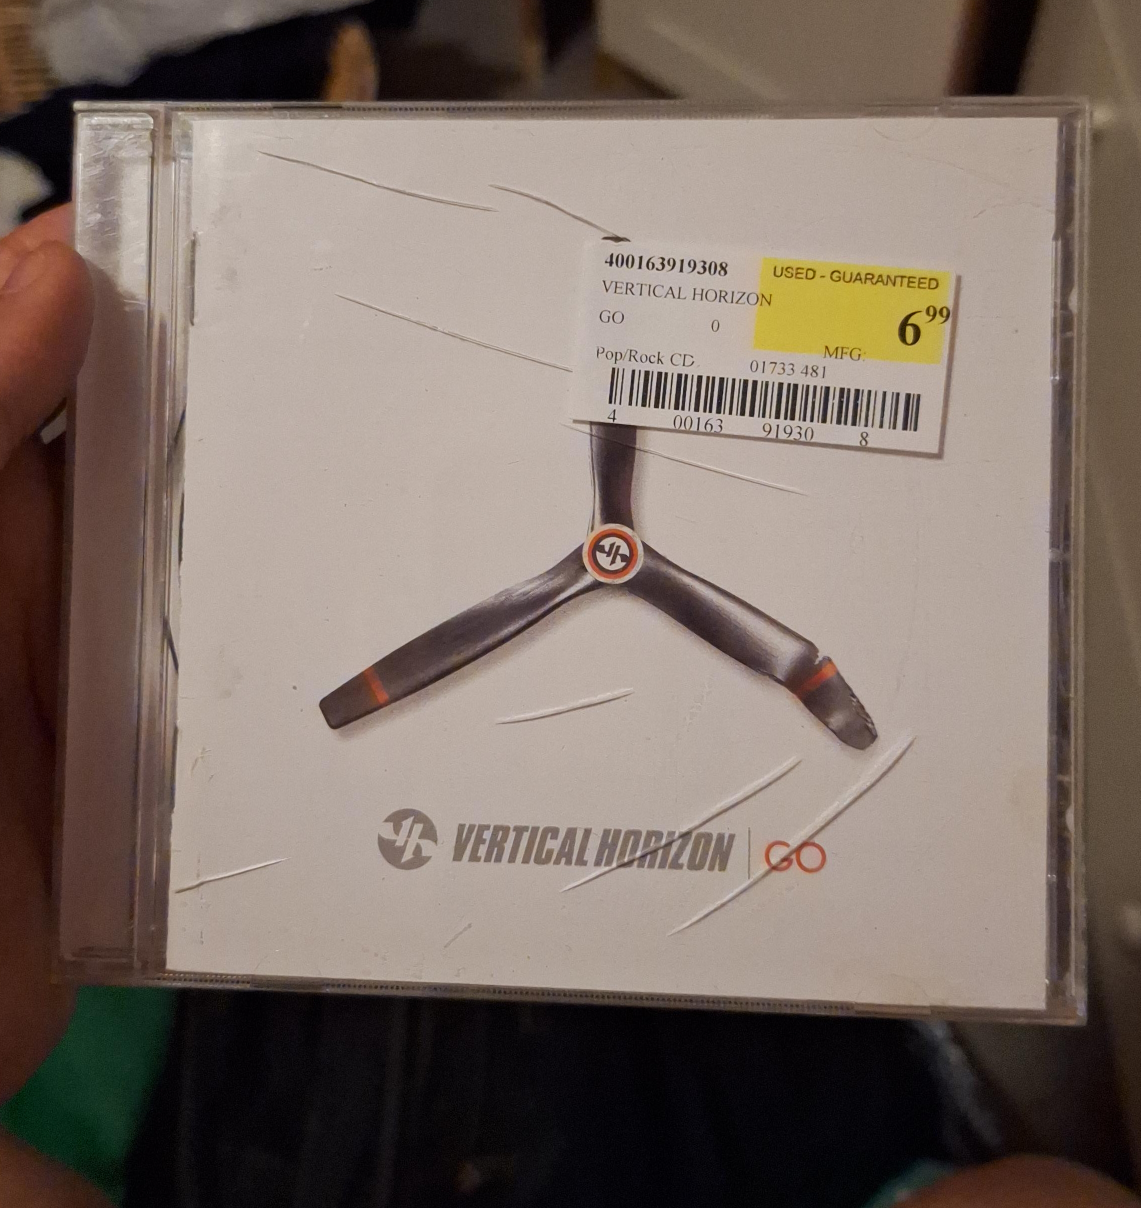 400163919308
USED - GUARANTEED
VERTICAL HORIZON
6.99
GO 0
MFG:
Pop/Rock CD 01733 481
4 00163 91930 8
VERTICAL HORIZON | GO